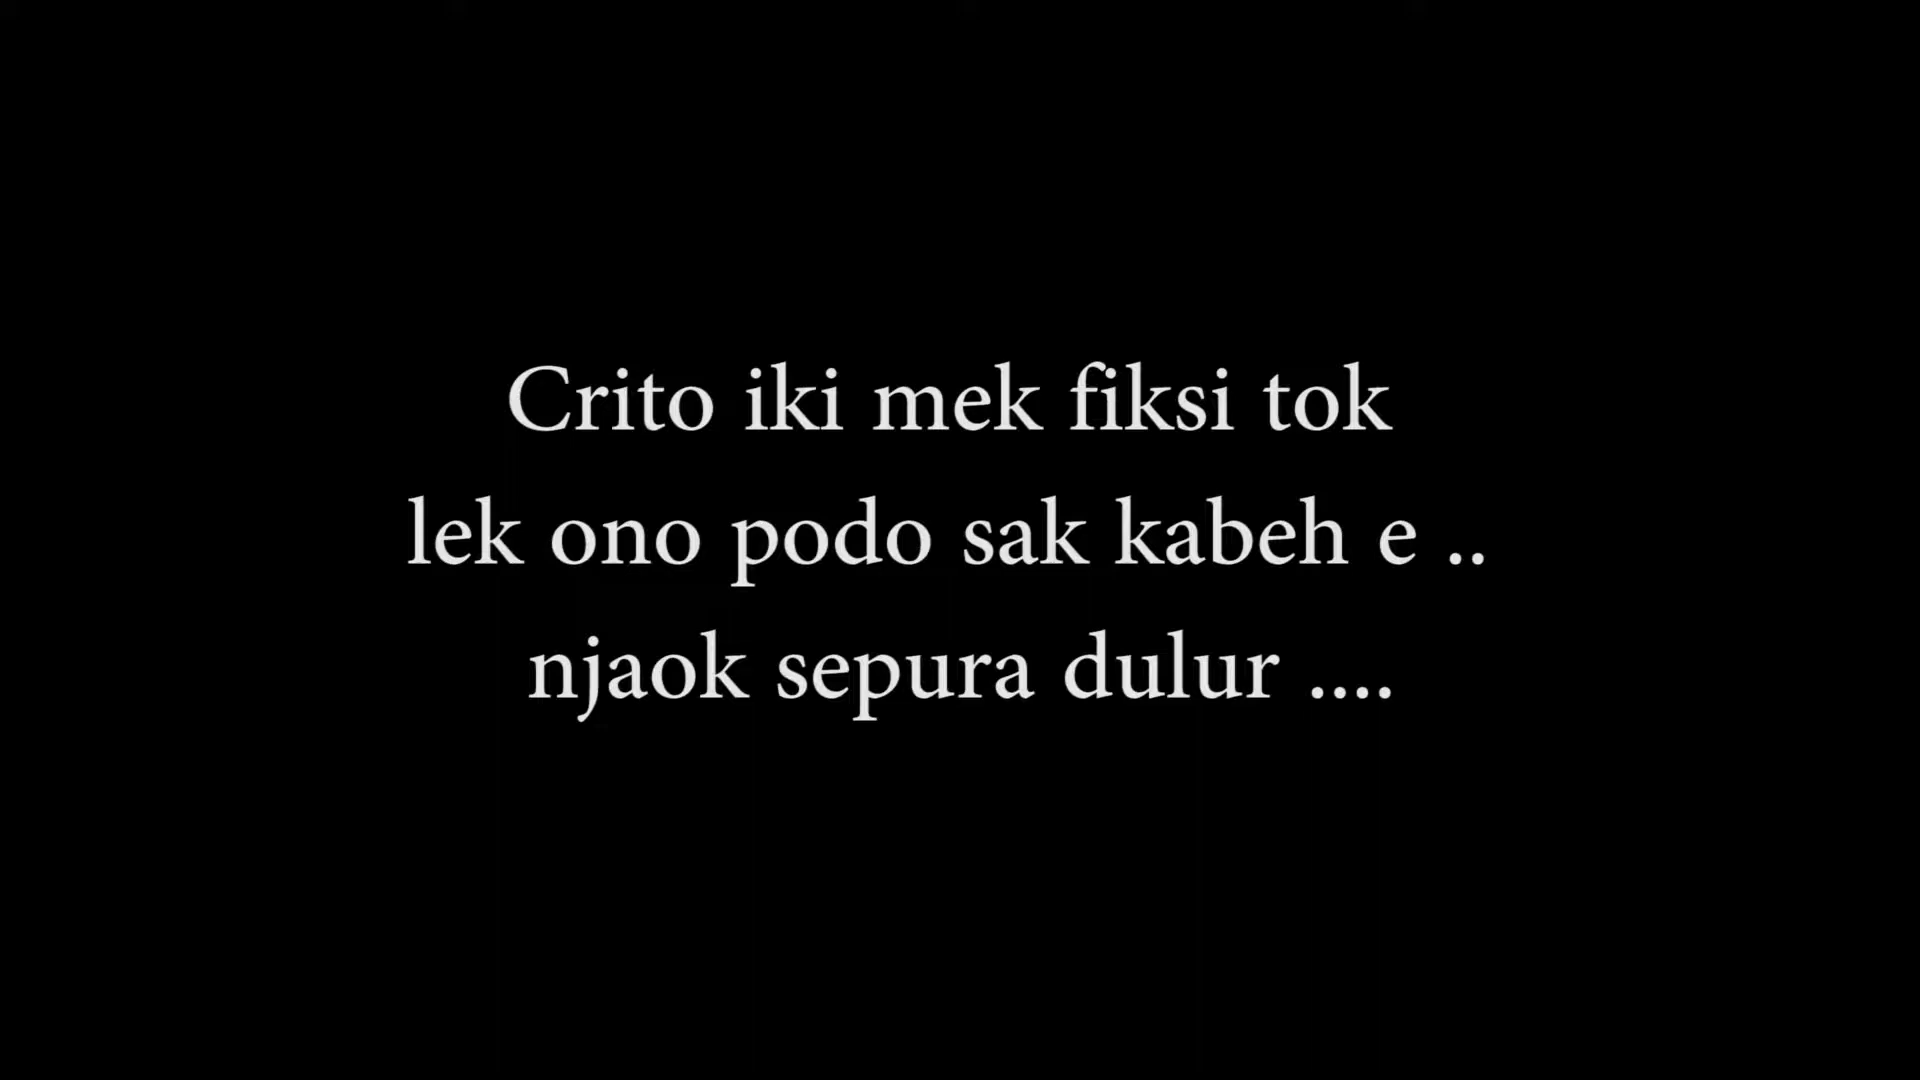 Crito iki mek fiksi tok
lek ono podo sak kabeh e ..
njaok sepura dulur ....